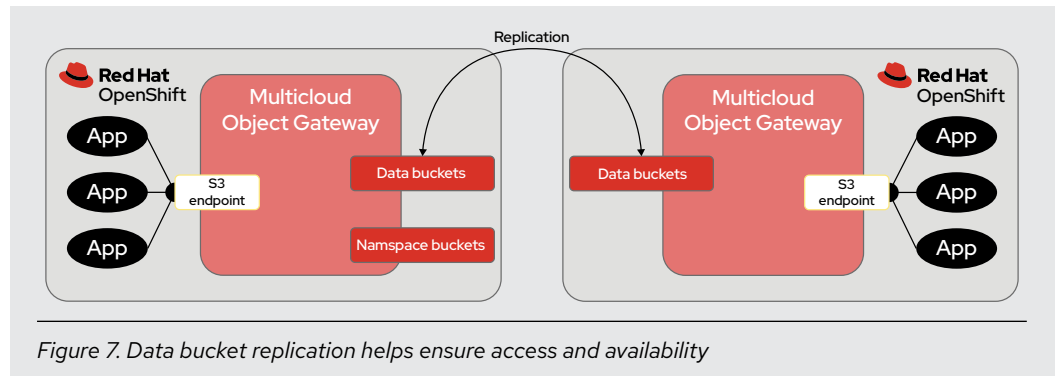 Replication
Red Hat
OpenShift
Multicloud
Object Gateway
App
App
App
S3
endpoint
Data buckets
Namspace buckets
Red Hat
OpenShift
Multicloud
Object Gateway
Data buckets
S3
endpoint
App
App
App
Figure 7. Data bucket replication helps ensure access and availability